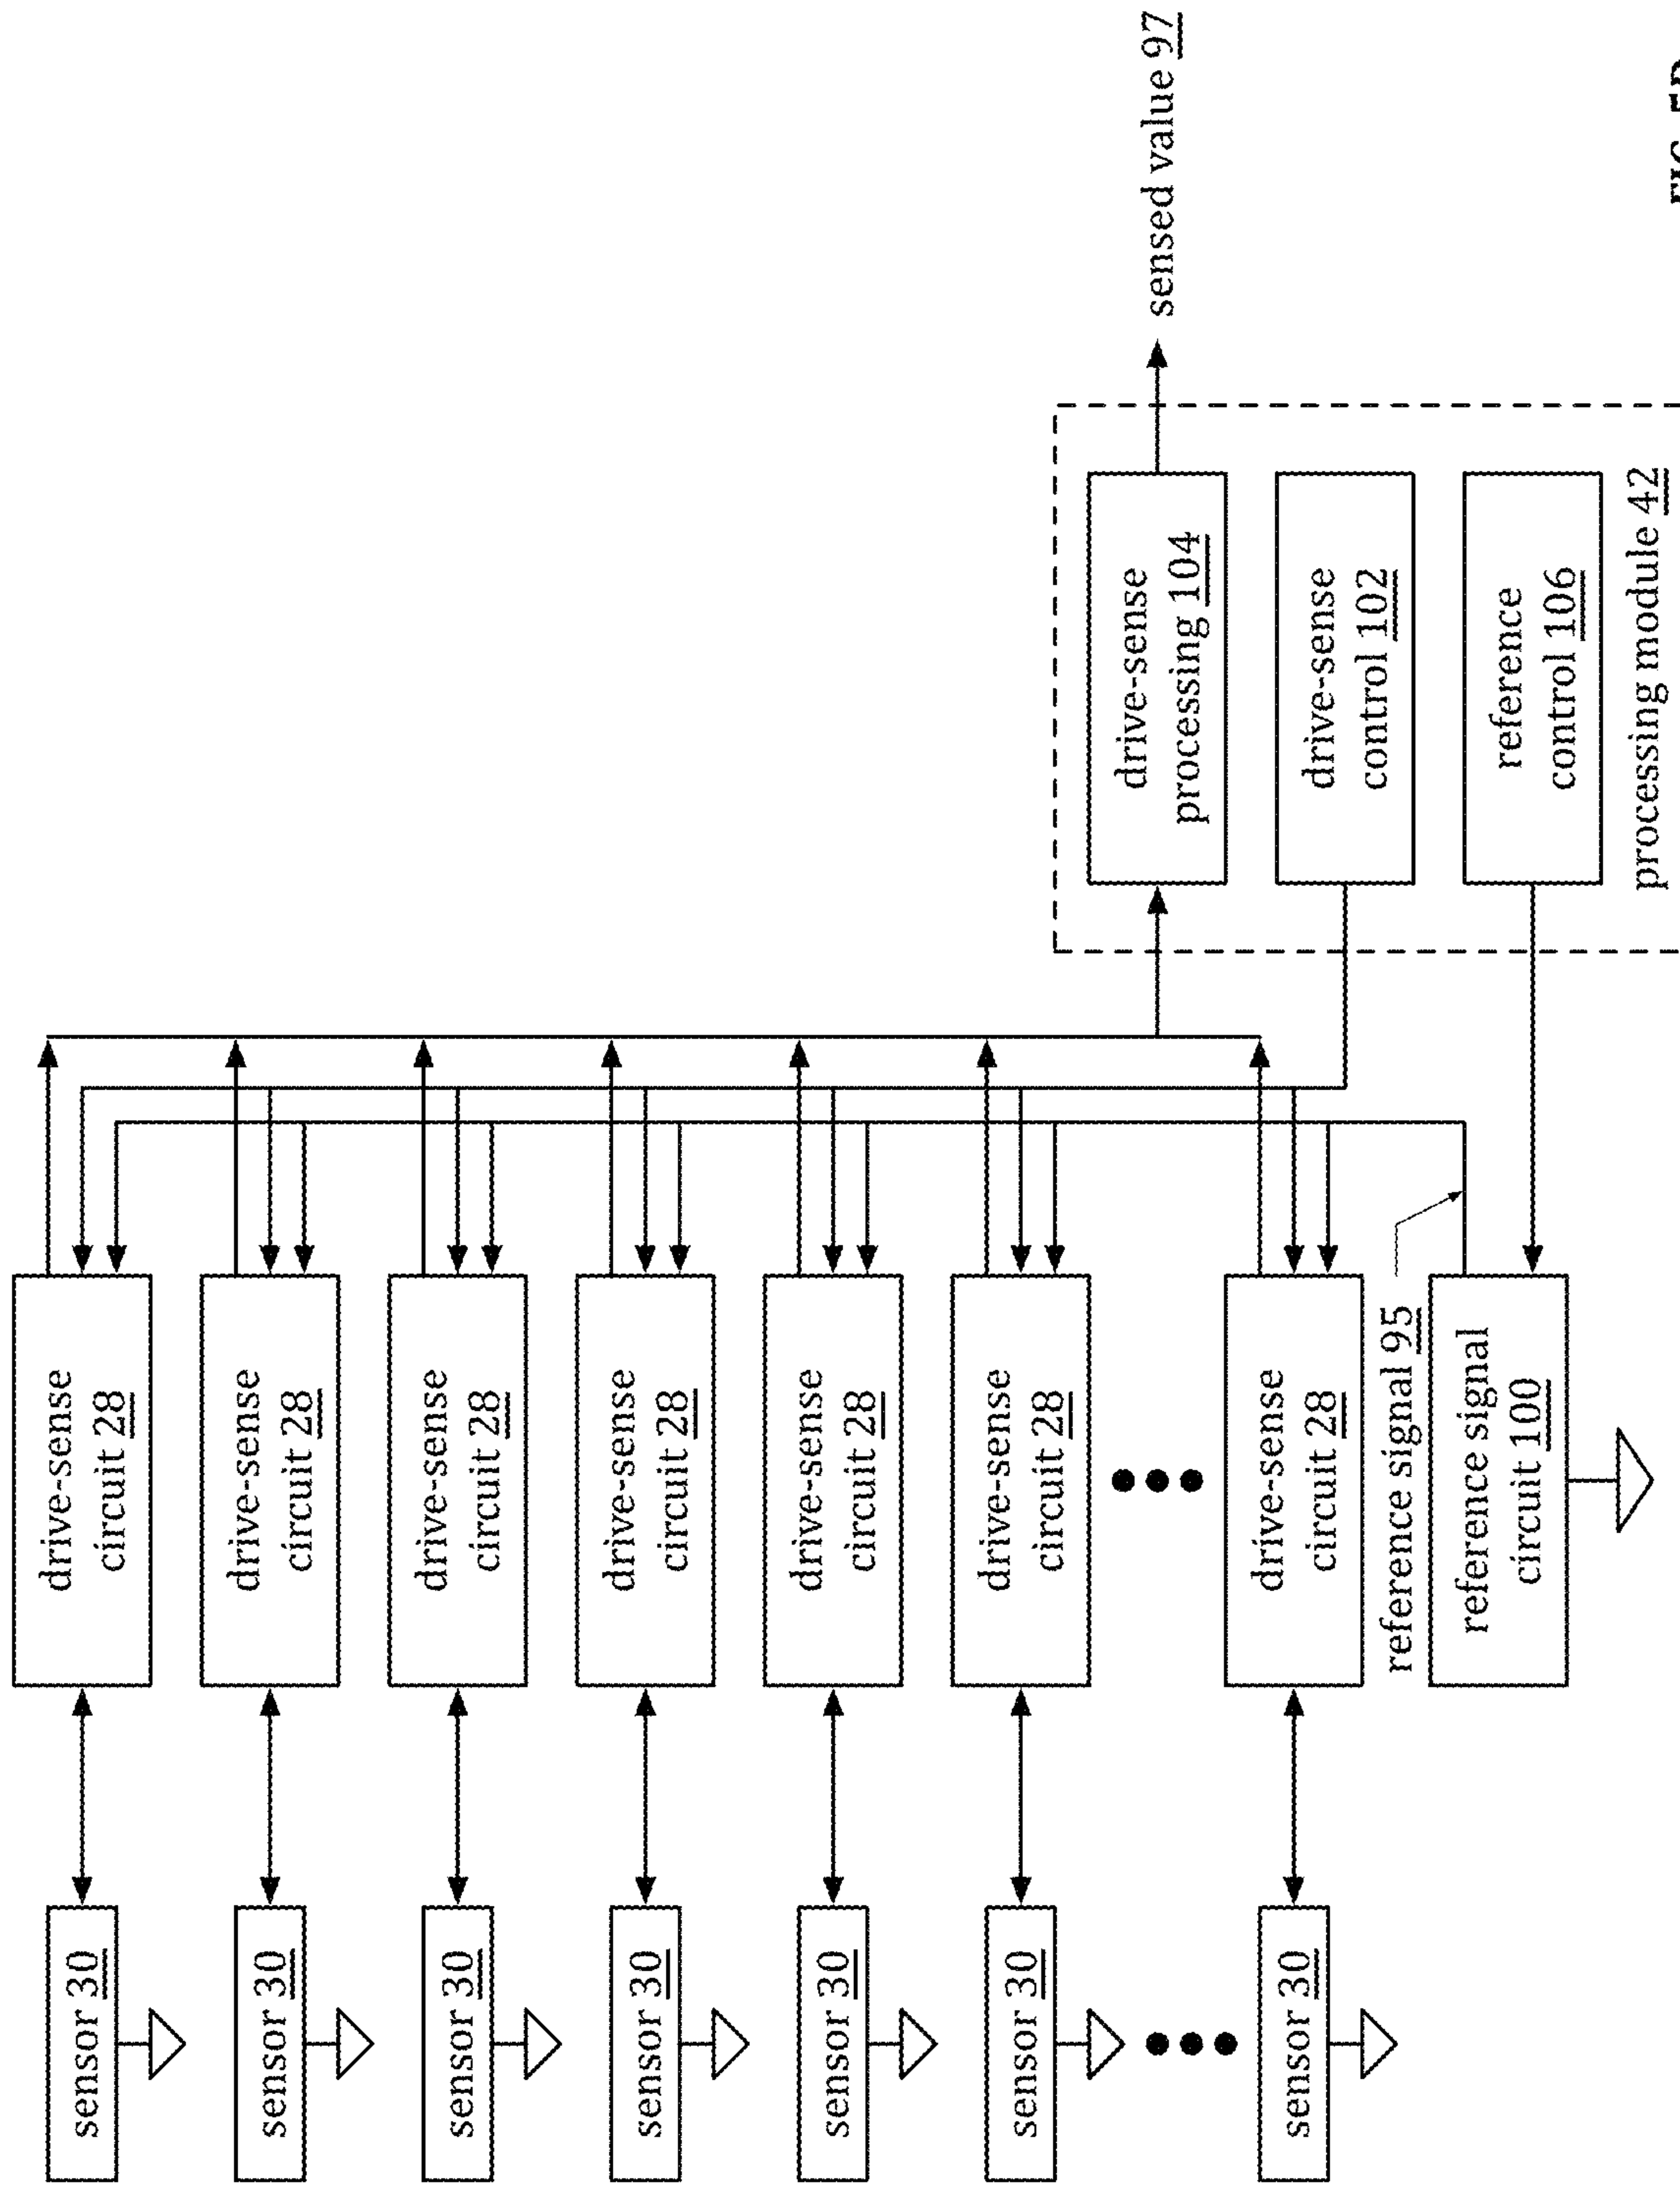 sensor 30
drive-sense
circuit 28
sensor 30
drive-sense
circuit 28
sensor 30
drive-sense
circuit 28
sensor 30
drive-sense
circuit 28
sensor 30
drive-sense
circuit 28
sensor 30
drive-sense
circuit 28
sensor 30
drive-sense
circuit 28
reference signal 95
reference signal
circuit 100
drive-sense
processing 104
drive-sense
control 102
reference
control 106
processing module 42
sensed value 97